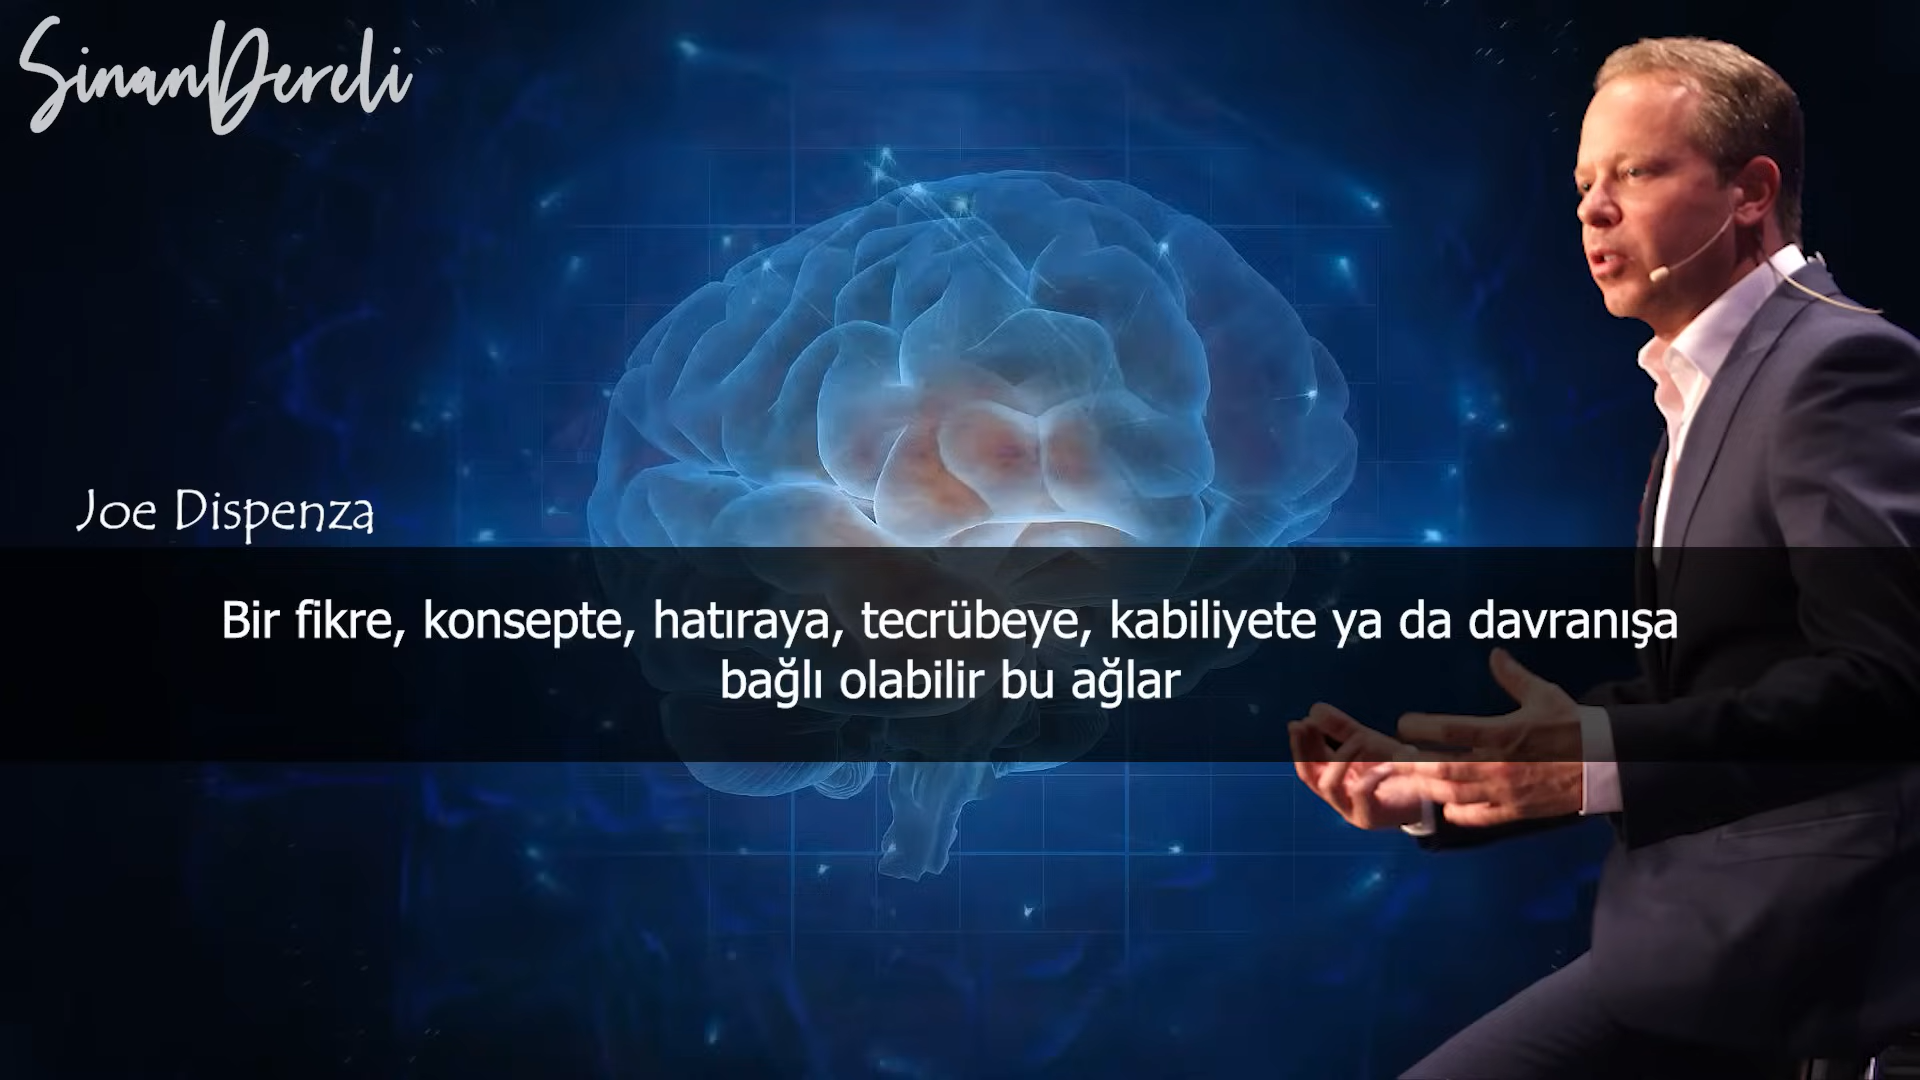 SinanDereli
Joe Dispenza
Bir fikre, konsepte, hatıraya, tecrübeye, kabiliyete ya da davranışa
bağlı olabilir bu ağlar